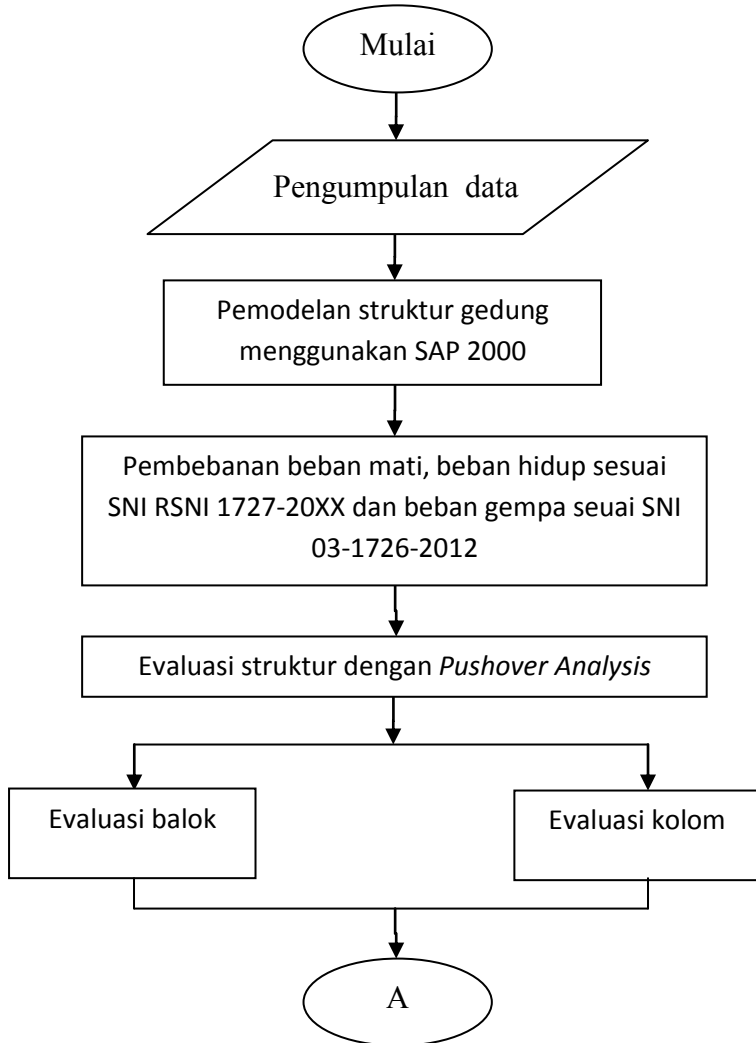 Mulai
Pengumpulan data
Pemodelan struktur gedung
menggunakan SAP 2000
Pembebanan beban mati, beban hidup sesuai
SNI RSNI 1727-20XX dan beban gempa seuai SNI
03-1726-2012
Evaluasi struktur dengan Pushover Analysis
Evaluasi balok
Evaluasi kolom
A